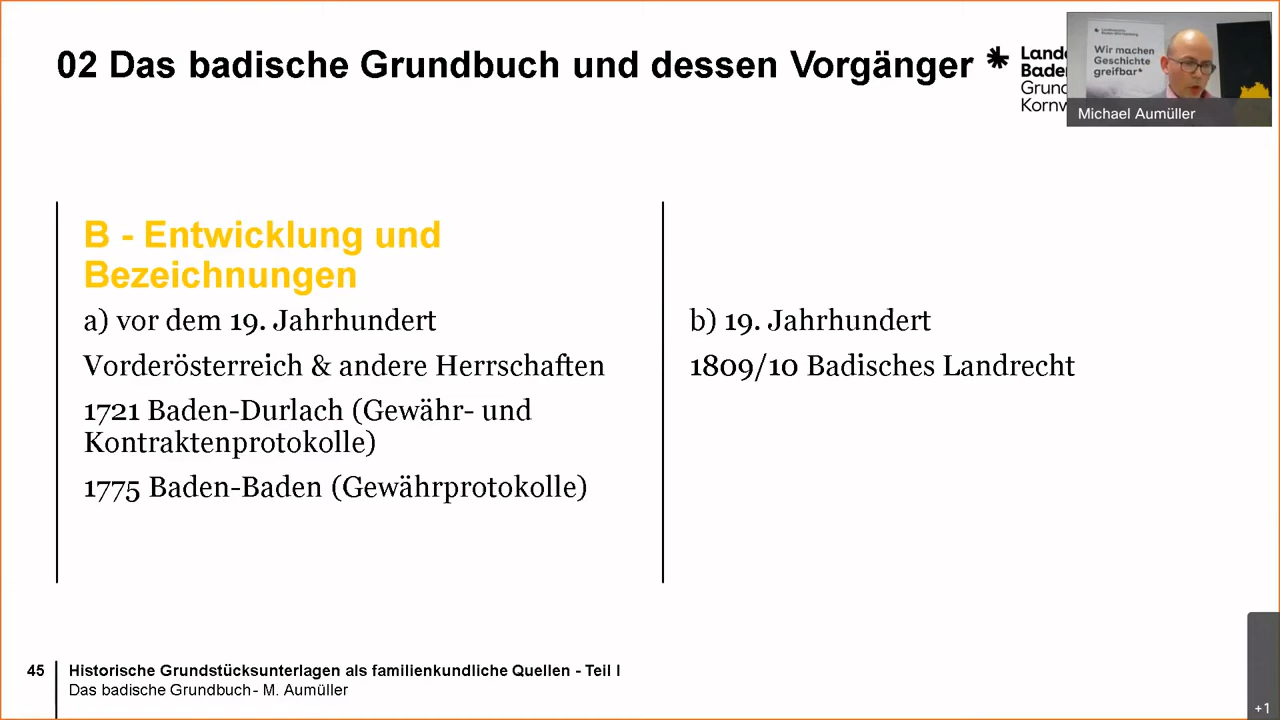 02 Das badische Grundbuch und dessen Vorgänger
Wir machen
Geschichte
greifbar*
Michael Aumüller
B - Entwicklung und
Bezeichnungen
a) vor dem 19. Jahrhundert
Vorderösterreich & andere Herrschaften
1721 Baden-Durlach (Gewähr- und
Kontraktenprotokolle)
1775 Baden-Baden (Gewährprotokolle)
b) 19. Jahrhundert
1809/10 Badisches Landrecht
45
Historische Grundstücksunterlagen als familienkundliche Quellen - Teil I
Das badische Grundbuch - M. Aumüller
+1